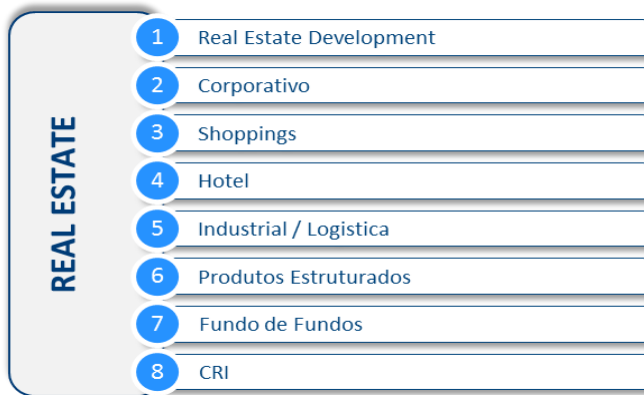 REAL ESTATE
1 Real Estate Development
2 Corporativo
3 Shoppings
4 Hotel
5 Industrial / Logistica
6 Produtos Estruturados
7 Fundo de Fundos
8 CRI